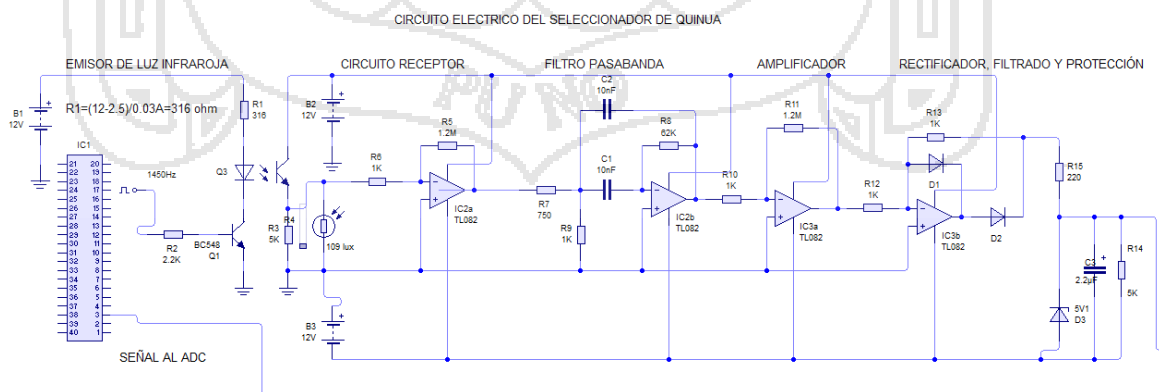 CIRCUITO ELECTRICO DEL SELECCIONADOR DE QUINUA
EMISOR DE LUZ INFRAROJA
CIRCUITO RECEPTOR
FILTRO PASABANDA
AMPLIFICADOR
RECTIFICADOR, FILTRADO Y PROTECCIÓN
PUNO
B1
12V
R1=(12-2.5)/0.03A=316 ohm
R1
316
B2
12V
R5
1.2M
C2
10nF
R8
62K
R11
1.2M
R13
1K
IC1
21 20
22 19
23 18
24 17
25 16
26 15
27 14
28 13
29 12
30 11
31 10
32 9
33 8
34 7
35 6
36 5
37 4
38 3
39 2
40 1
1450Hz
Q3
R6
1K
C1
10nF
R10
1K
R12
1K
D1
R15
220
IC2a
TL082
R7
750
IC2b
TL082
IC3a
TL082
IC3b
TL082
D2
R2
2.2K
BC548
Q1
R3
5K
R4
109 lux
R9
1K
C3
2.2µF
R14
5K
5V1
D3
B3
12V
SEÑAL AL ADC